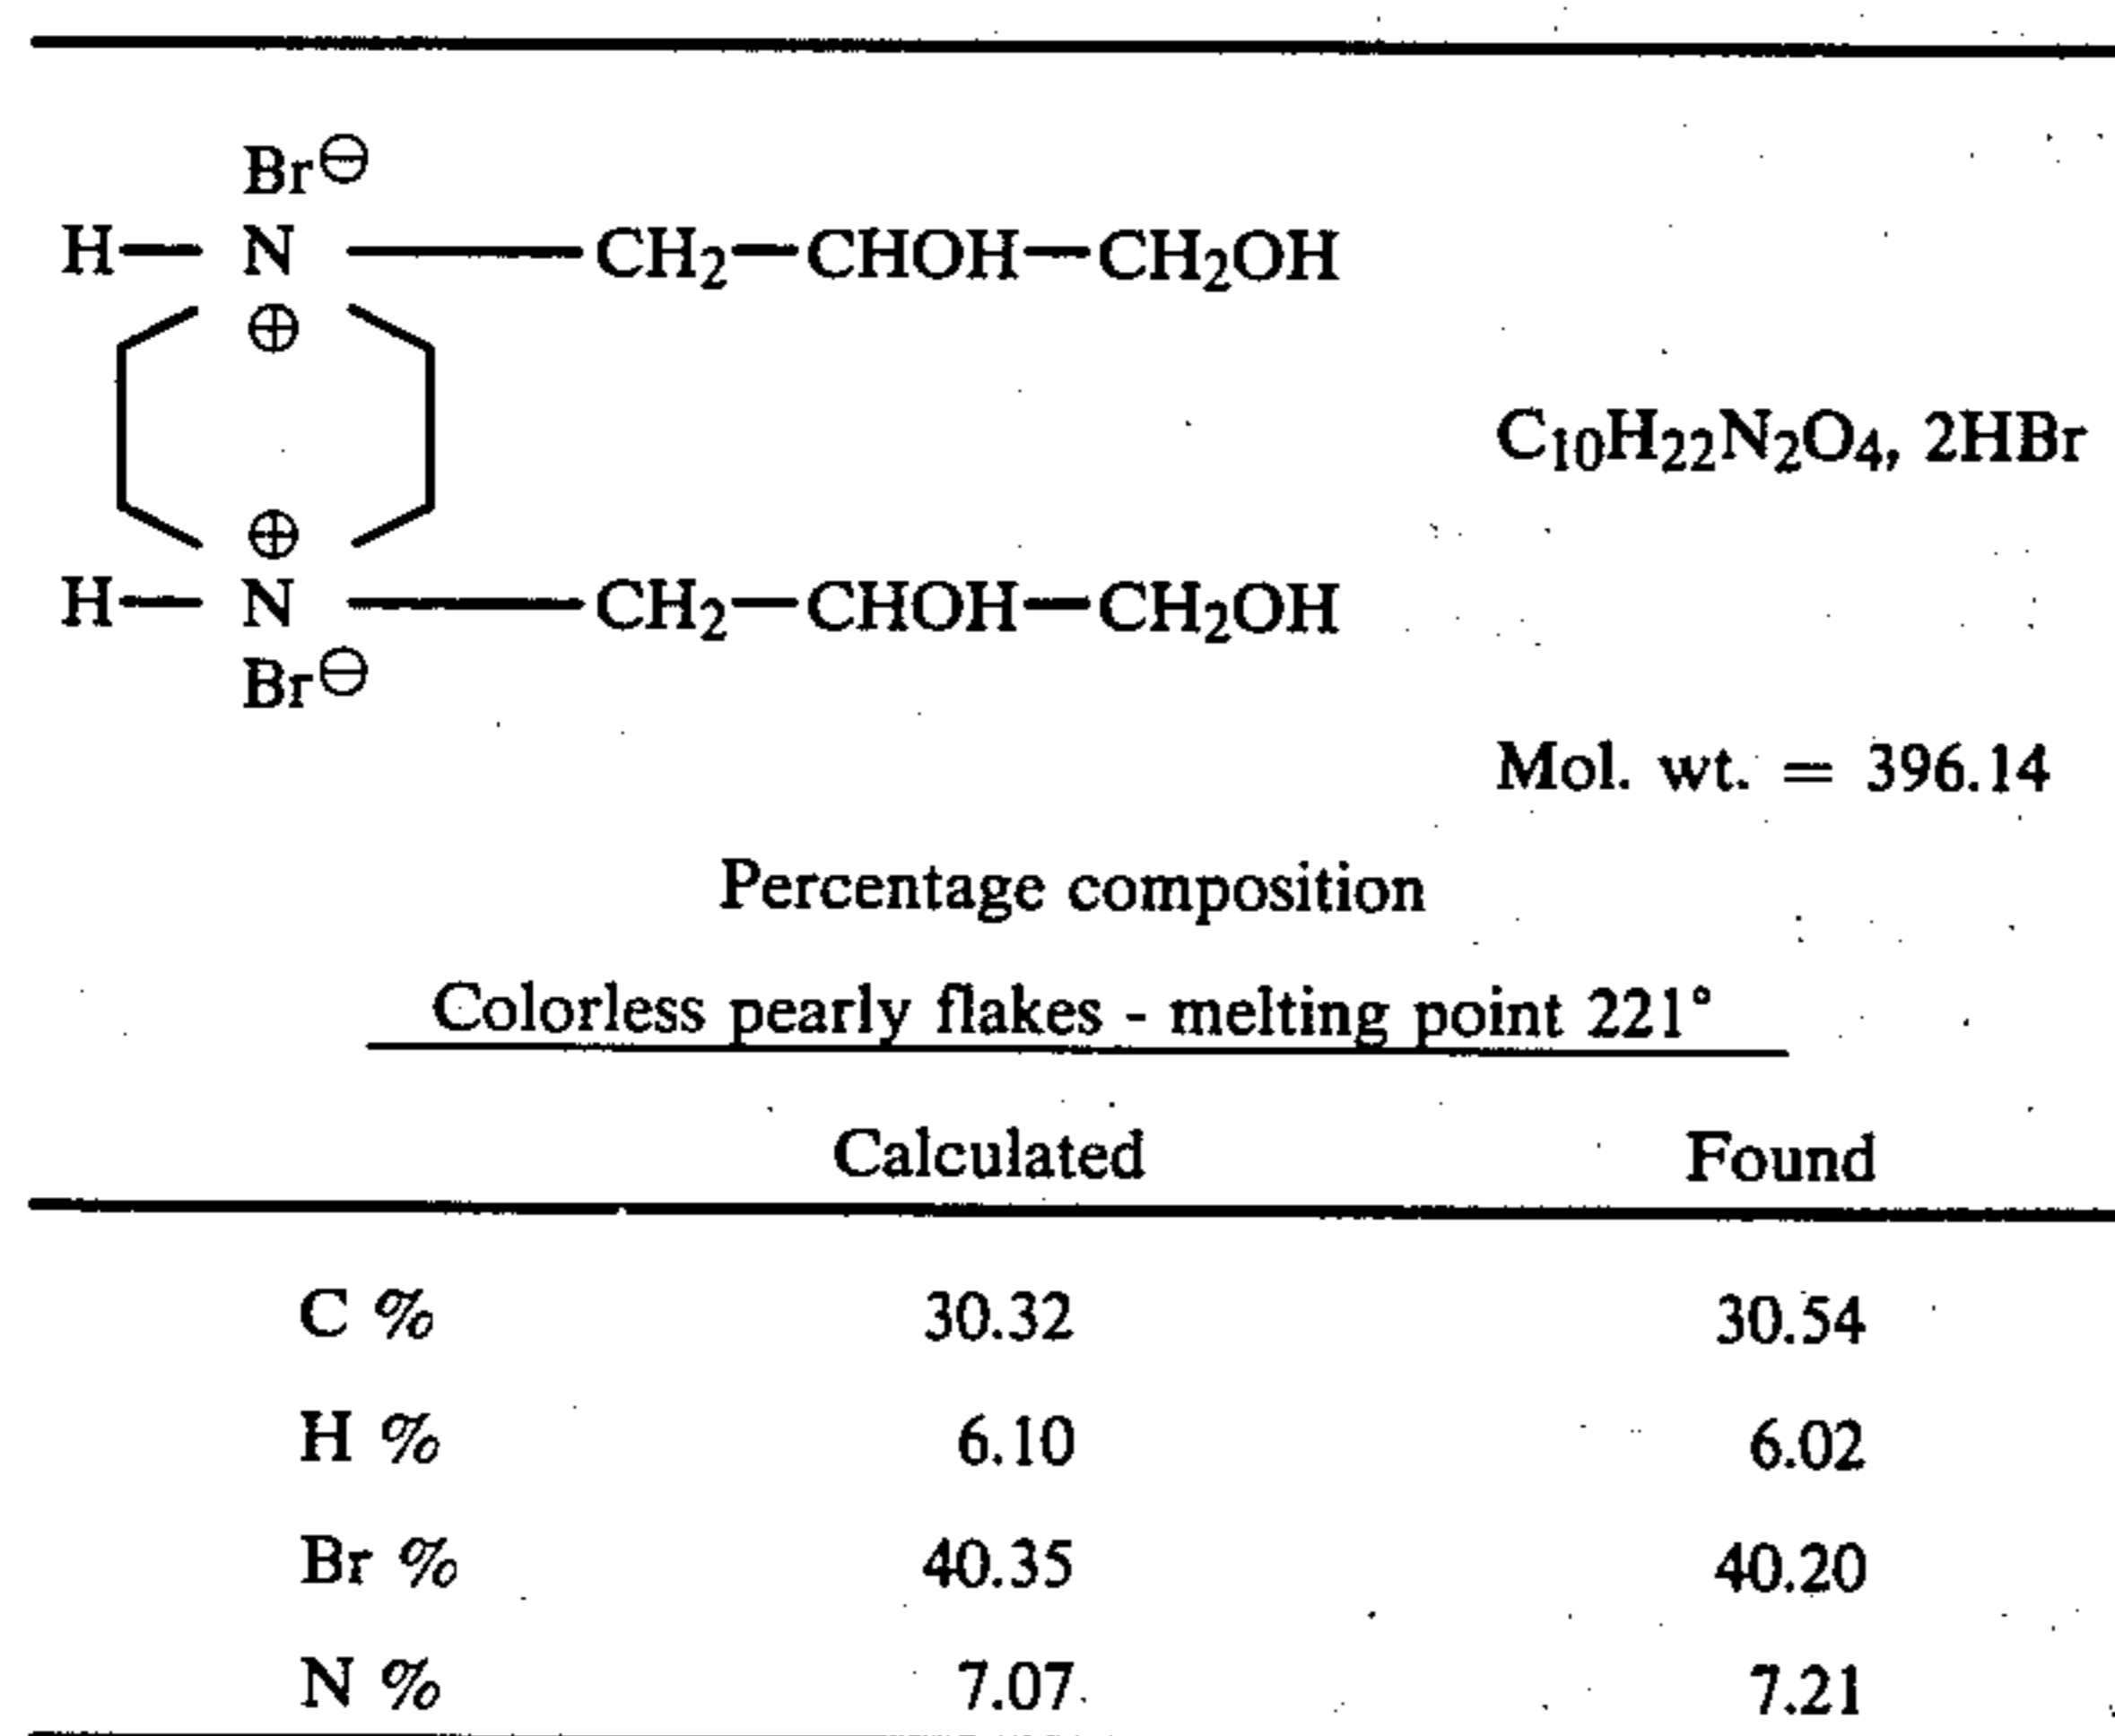 Br⊖
H— N —CH₂—CHOH—CH₂OH
⊕
C₁₀H₂₂N₂O₄, 2HBr
⊕
H— N —CH₂—CHOH—CH₂OH
Br⊖
Mol. wt. = 396.14
Percentage composition
Colorless pearly flakes - melting point 221°
Calculated Found
C % 30.32 30.54
H % 6.10 6.02
Br % 40.35 40.20
N % 7.07 7.21